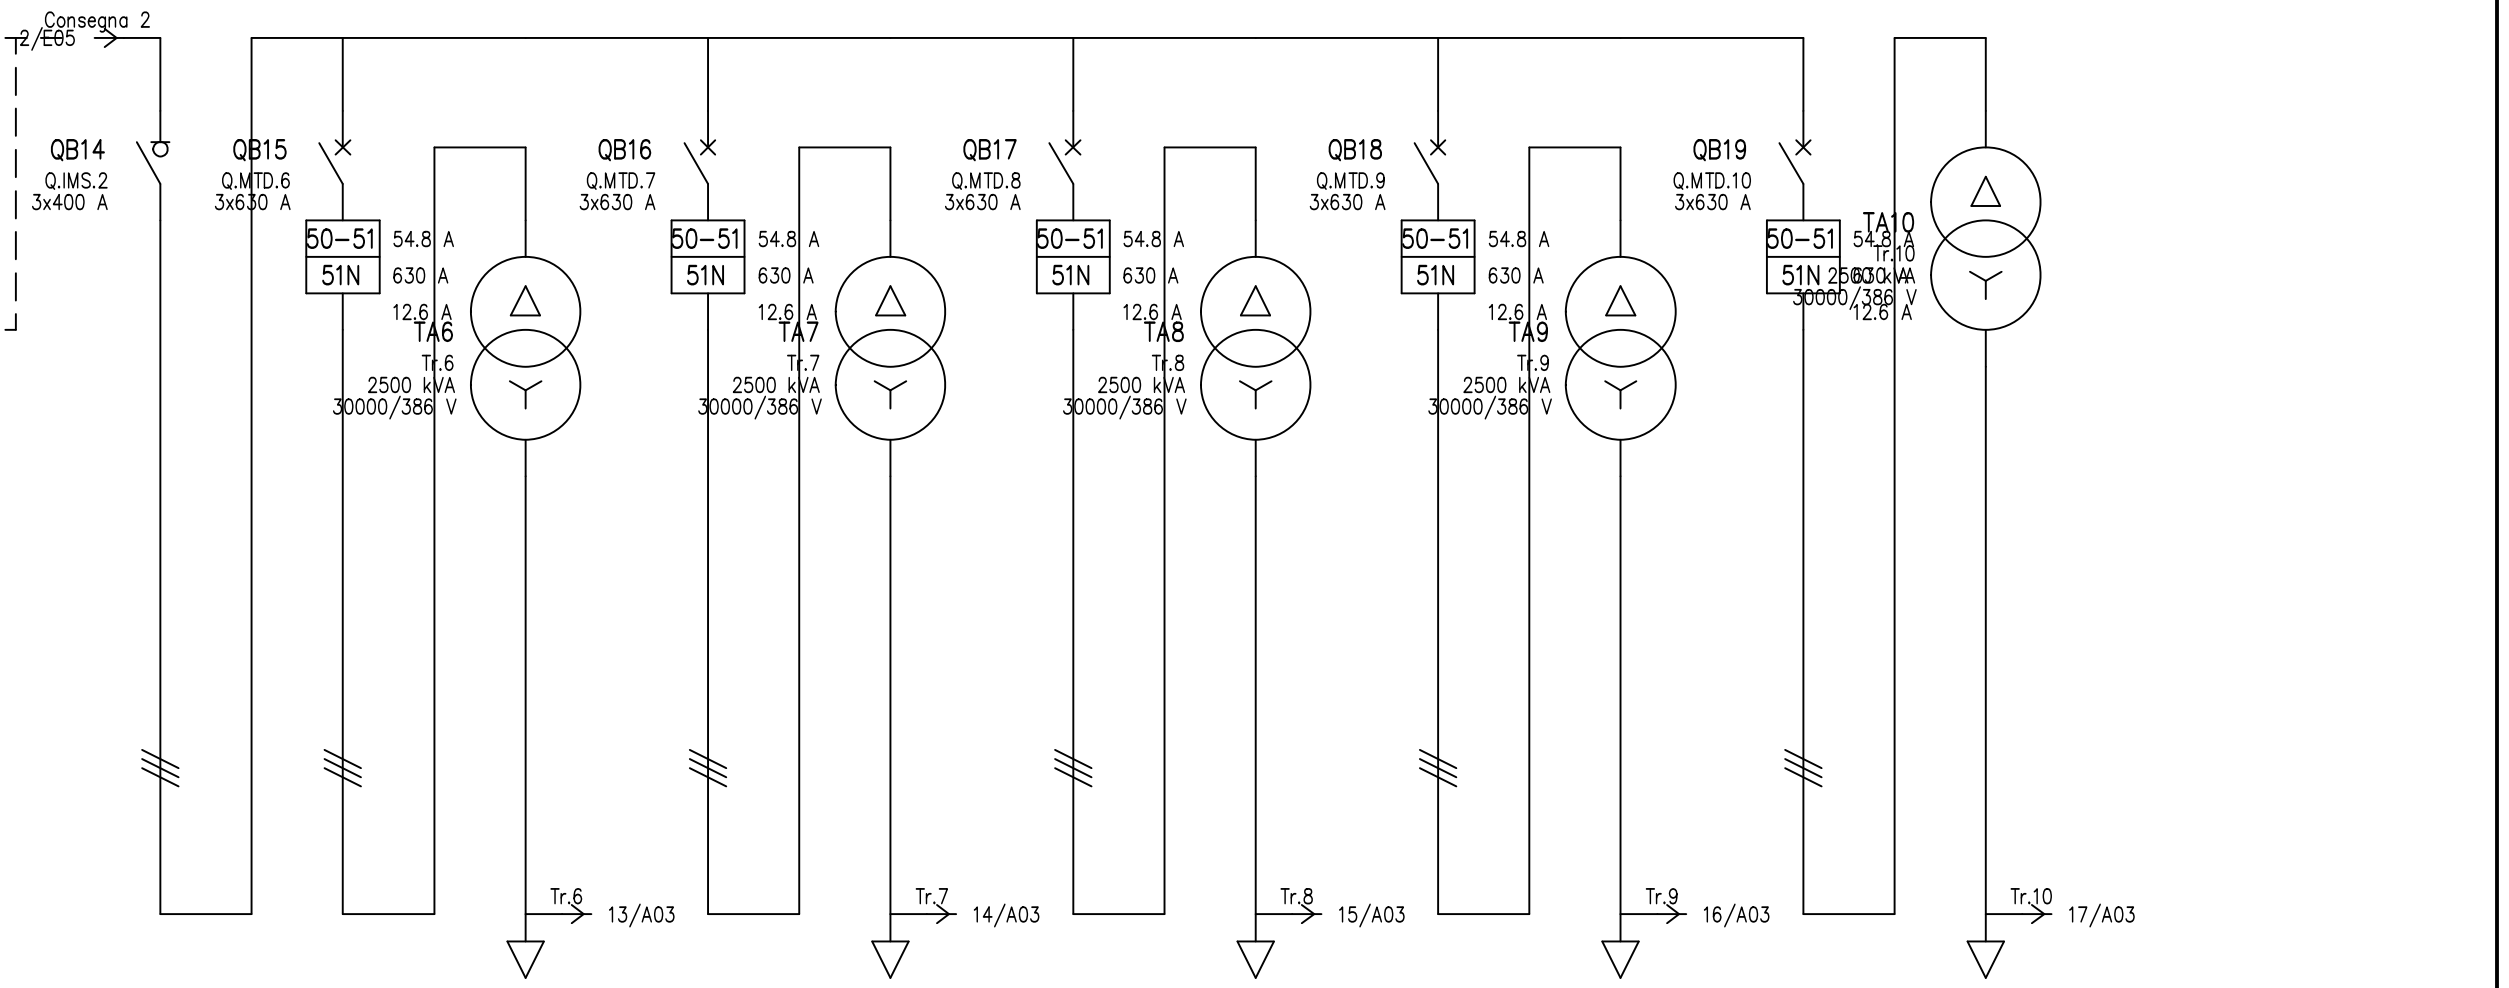 Consegna 2
2/E05
QB14
Q.IMS.2
3x400 A
QB15
Q.MTD.6
3x630 A
50-51
51N
54.8 A
630 A
12.6 A
TA6
Tr.6
2500 kVA
30000/386 V
Tr.6
13/A03
QB16
Q.MTD.7
3x630 A
50-51
51N
54.8 A
630 A
12.6 A
TA7
Tr.7
2500 kVA
30000/386 V
Tr.7
14/A03
QB17
Q.MTD.8
3x630 A
50-51
51N
54.8 A
630 A
12.6 A
TA8
Tr.8
2500 kVA
30000/386 V
Tr.8
15/A03
QB18
Q.MTD.9
3x630 A
50-51
51N
54.8 A
630 A
12.6 A
TA9
Tr.9
2500 kVA
30000/386 V
Tr.9
16/A03
QB19
Q.MTD.10
3x630 A
50-51
51N
54.8 A
630 A
12.6 A
TA10
Tr.10
2500 kVA
30000/386 V
Tr.10
17/A03